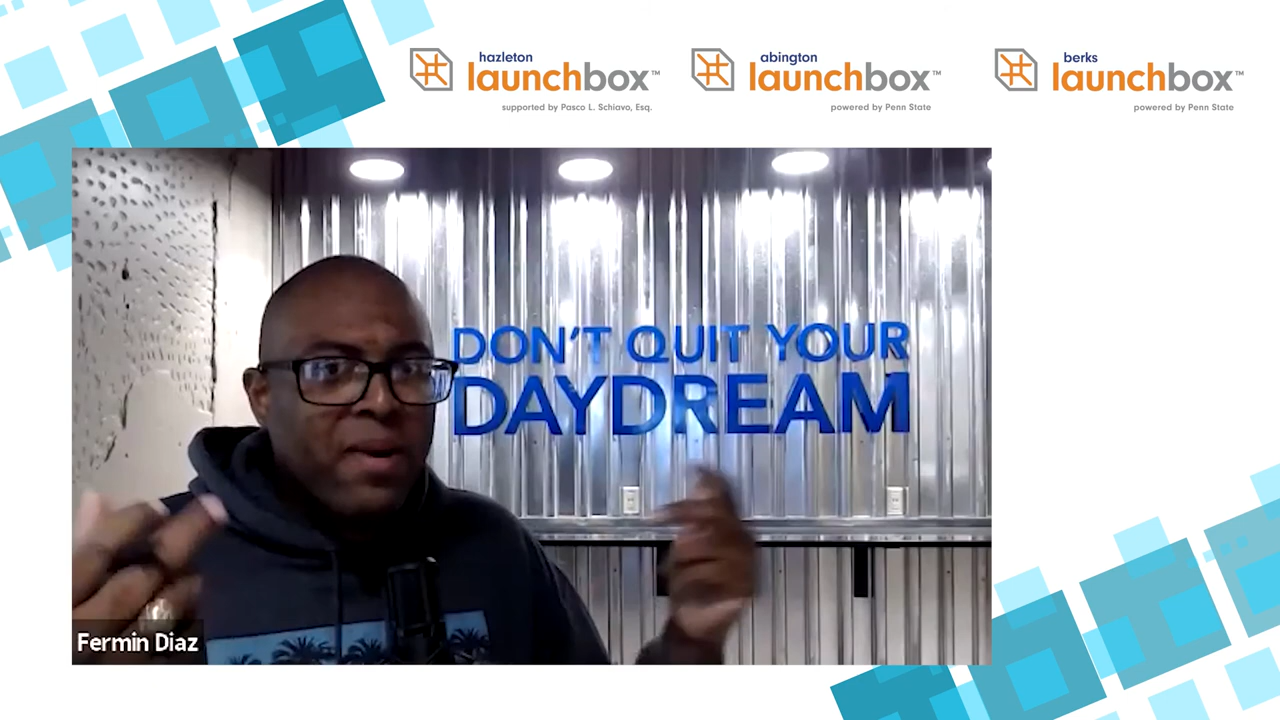 hazleton
launchbox™
supported by Pasco L. Schiavo, Esq.
abington
launchbox™
powered by Penn State
berks
launchbox™
powered by Penn State
DON'T QUIT YOUR
DAYDREAM
Fermin Diaz